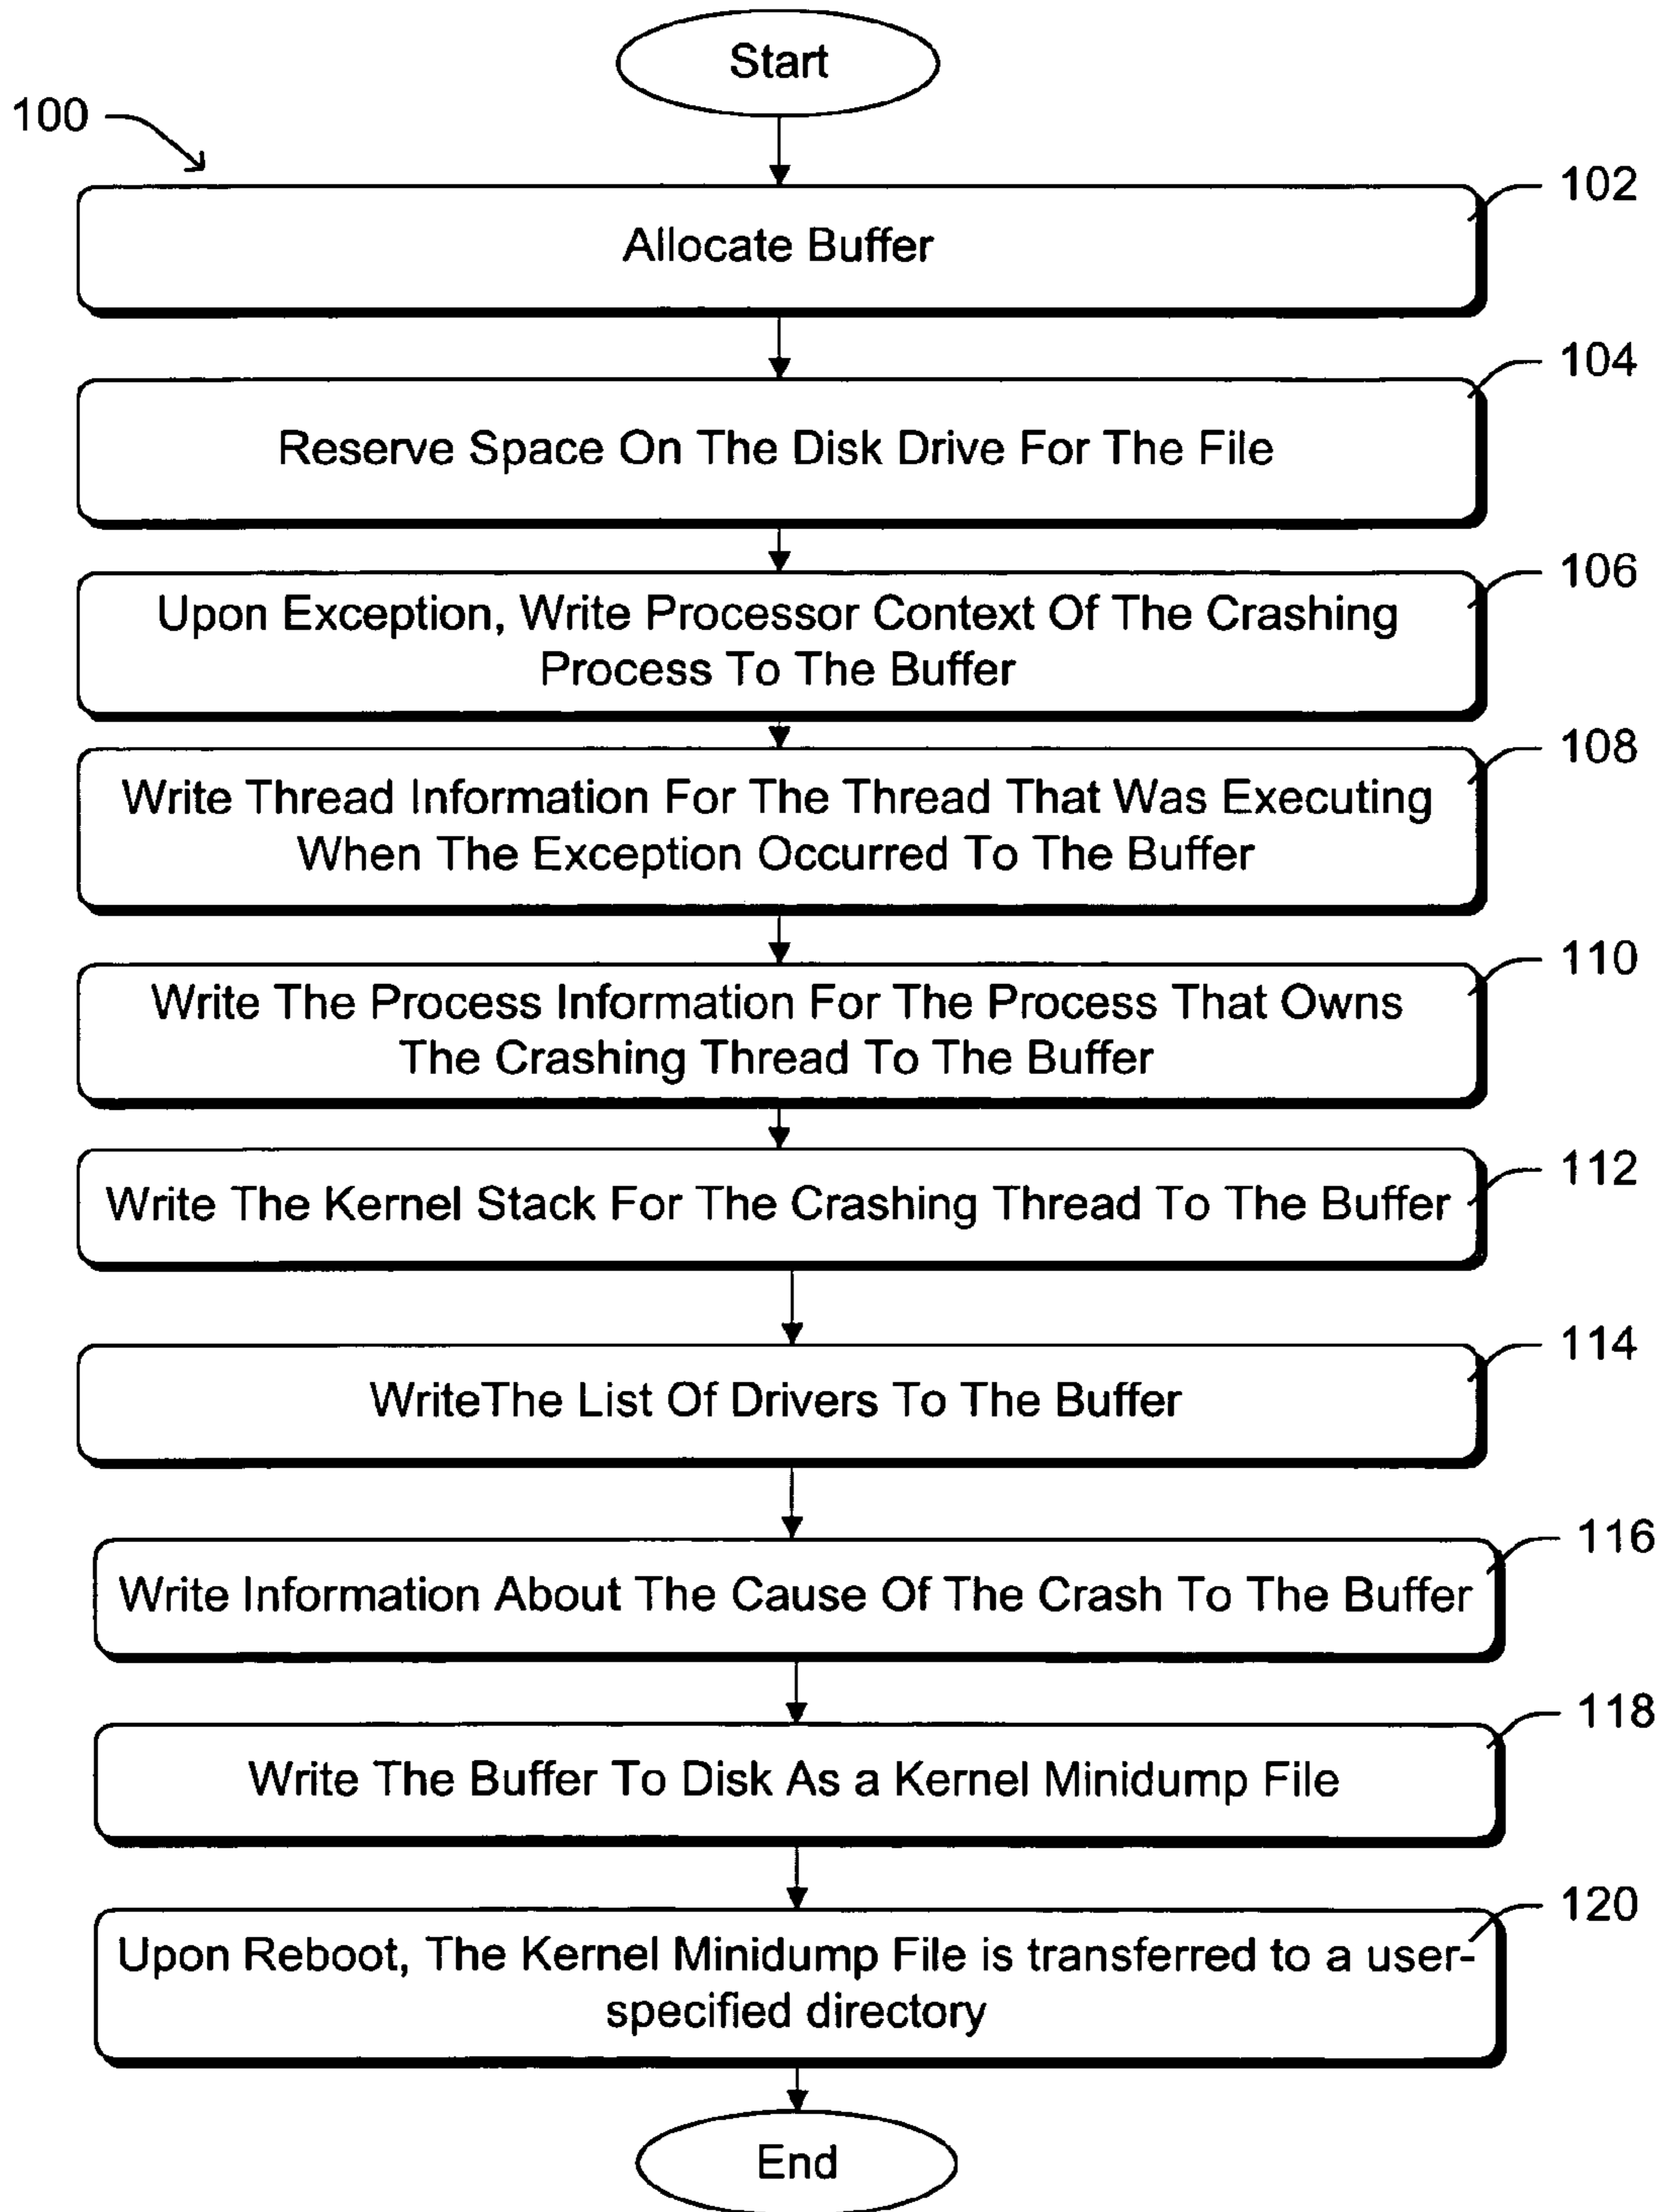 Start
100
102
Allocate Buffer
104
Reserve Space On The Disk Drive For The File
106
Upon Exception, Write Processor Context Of The Crashing
Process To The Buffer
108
Write Thread Information For The Thread That Was Executing
When The Exception Occurred To The Buffer
110
Write The Process Information For The Process That Owns
The Crashing Thread To The Buffer
112
Write The Kernel Stack For The Crashing Thread To The Buffer
114
WriteThe List Of Drivers To The Buffer
116
Write Information About The Cause Of The Crash To The Buffer
118
Write The Buffer To Disk As a Kernel Minidump File
120
Upon Reboot, The Kernel Minidump File is transferred to a user-
specified directory
End